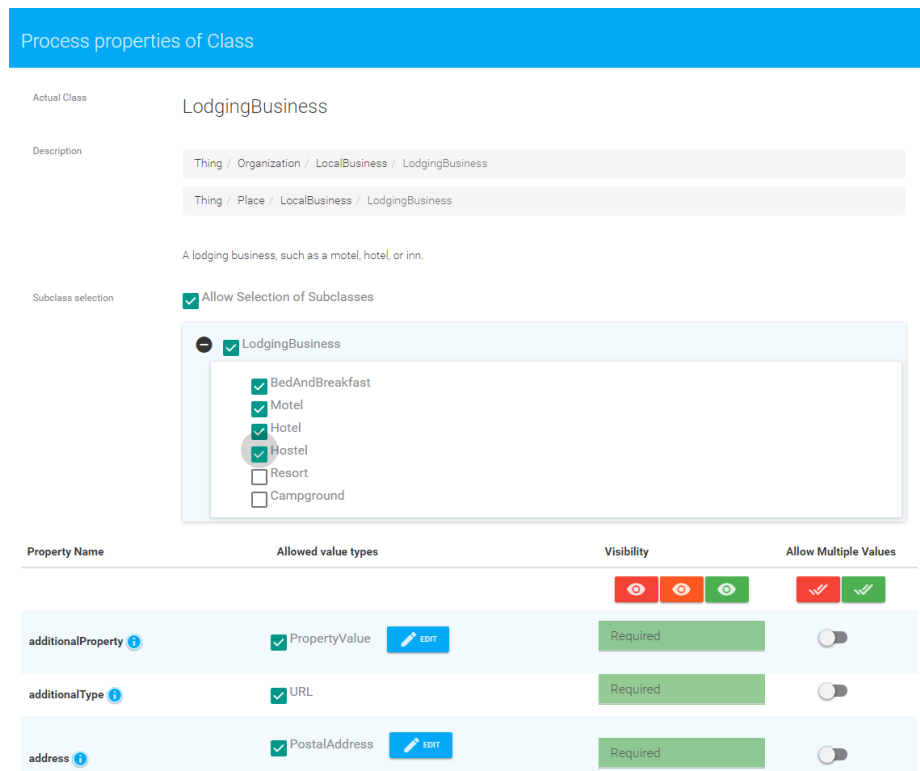 Process properties of Class
Actual Class
LodgingBusiness
Description
Thing / Organization / LocalBusiness / LodgingBusiness
Thing / Place / LocalBusiness / LodgingBusiness
A lodging business, such as a motel, hotel, or inn.
Subclass selection
Allow Selection of Subclasses
LodgingBusiness
BedAndBreakfast
Motel
Hotel
Hostel
Resort
Campground
Property Name Allowed value types Visibility Allow Multiple Values
additionalProperty PropertyValue EDIT Required
additionalType URL Required
address PostalAddress EDIT Required